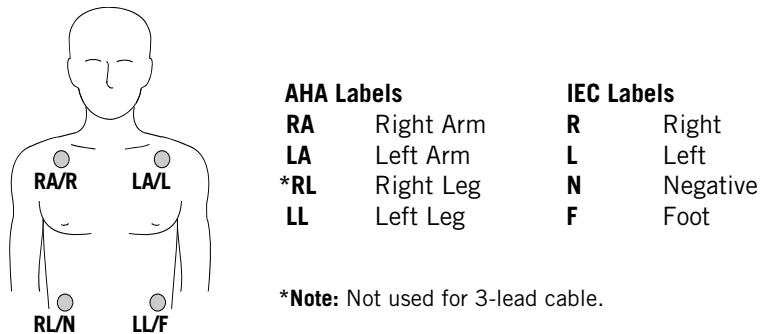 RA/R LA/L
RL/N LL/F
AHA Labels IEC Labels
RA Right Arm R Right
LA Left Arm L Left
*RL Right Leg N Negative
LL Left Leg F Foot
*Note: Not used for 3-lead cable.